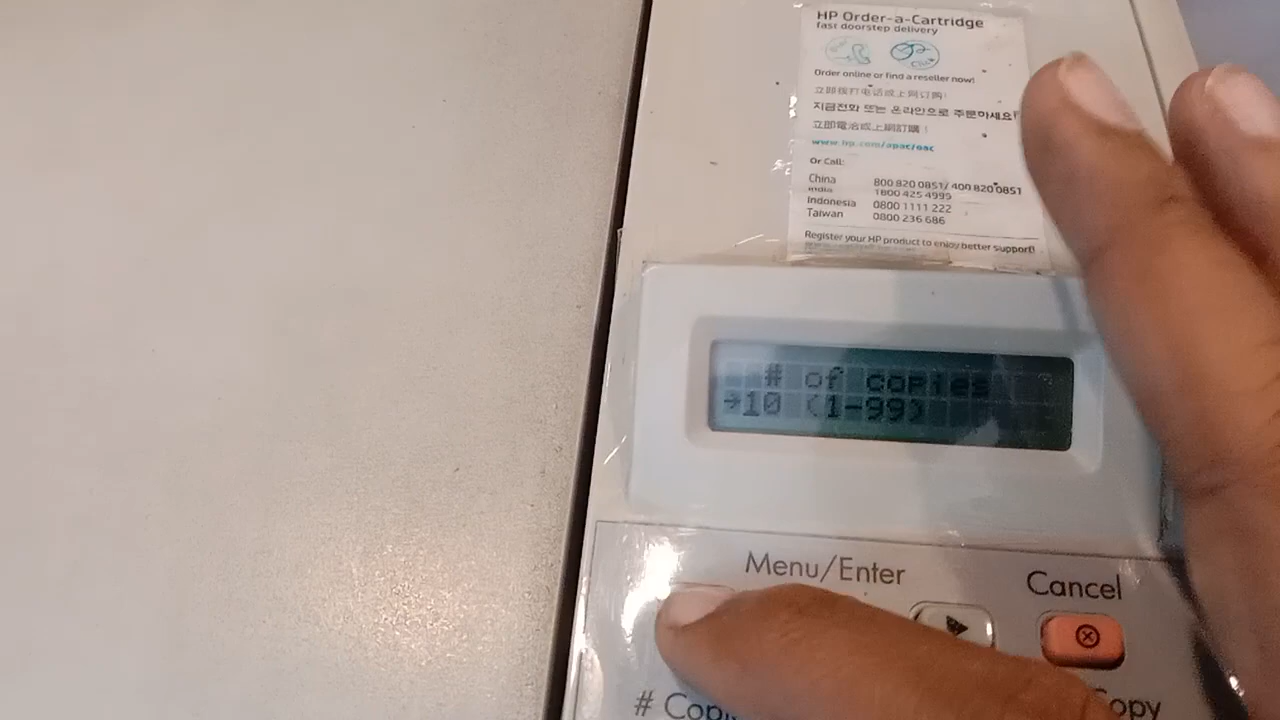 HP Order-a-Cartridge
fast doorstep delivery
Order online or find a reseller now!
立即拨打电话或上网订购!
지금전화 또는 온라인으로 주문하세요!
立即電洽或上網訂購!
www.hp.com/apac/oac
Or Call:
China 800 820 0851/ 400 820 0851
India 1800 425 4999
Indonesia 0800 1111 222
Taiwan 0800 236 686
Register your HP product to enjoy better support!
# of copies
→10 (1-99)
Menu/Enter
Cancel